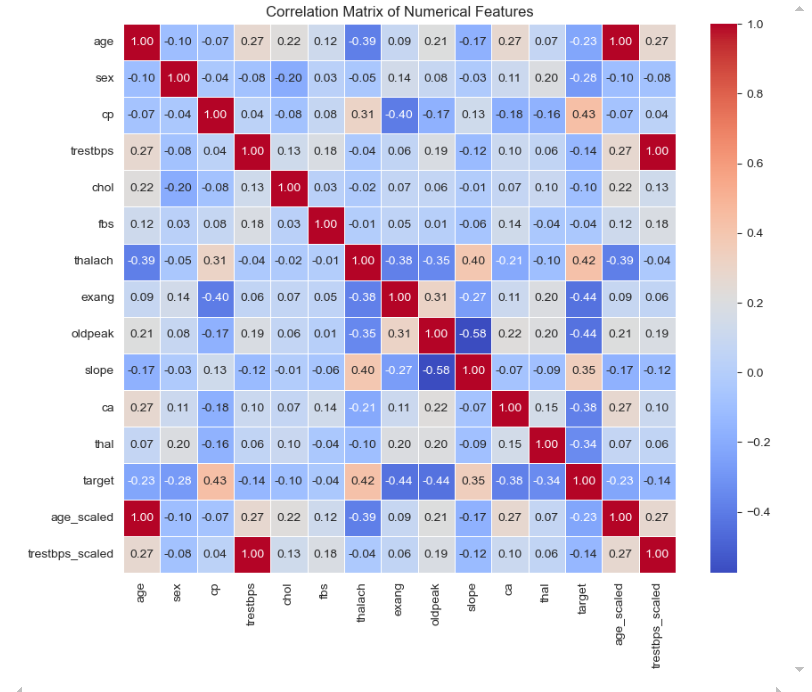 Correlation Matrix of Numerical Features
age 1.00 -0.10 -0.07 0.27 0.22 0.12 -0.39 0.09 0.21 -0.17 0.27 0.07 -0.23 1.00 0.27
sex -0.10 1.00 -0.04 -0.08 -0.20 0.03 -0.05 0.14 0.08 -0.03 0.11 0.20 -0.28 -0.10 -0.08
cp -0.07 -0.04 1.00 0.04 -0.08 0.08 0.31 -0.40 -0.17 0.13 -0.18 -0.16 0.43 -0.07 0.04
trestbps 0.27 -0.08 0.04 1.00 0.13 0.18 -0.04 0.06 0.19 -0.12 0.10 0.06 -0.14 0.27 1.00
chol 0.22 -0.20 -0.08 0.13 1.00 0.03 -0.02 0.07 0.06 -0.01 0.07 0.10 -0.10 0.22 0.13
fbs 0.12 0.03 0.08 0.18 0.03 1.00 -0.01 0.05 0.01 -0.06 0.14 -0.04 -0.04 0.12 0.18
thalach -0.39 -0.05 0.31 -0.04 -0.02 -0.01 1.00 -0.38 -0.35 0.40 -0.21 -0.10 0.42 -0.39 -0.04
exang 0.09 0.14 -0.40 0.06 0.07 0.05 -0.38 1.00 0.31 -0.27 0.11 0.20 -0.44 0.09 0.06
oldpeak 0.21 0.08 -0.17 0.19 0.06 0.01 -0.35 0.31 1.00 -0.58 0.22 0.20 -0.44 0.21 0.19
slope -0.17 -0.03 0.13 -0.12 -0.01 -0.06 0.40 -0.27 -0.58 1.00 -0.07 -0.09 0.35 -0.17 -0.12
ca 0.27 0.11 -0.18 0.10 0.07 0.14 -0.21 0.11 0.22 -0.07 1.00 0.15 -0.38 0.27 0.10
thal 0.07 0.20 -0.16 0.06 0.10 -0.04 -0.10 0.20 0.20 -0.09 0.15 1.00 -0.34 0.07 0.06
target -0.23 -0.28 0.43 -0.14 -0.10 -0.04 0.42 -0.44 -0.44 0.35 -0.38 -0.34 1.00 -0.23 -0.14
age_scaled 1.00 -0.10 -0.07 0.27 0.22 0.12 -0.39 0.09 0.21 -0.17 0.27 0.07 -0.23 1.00 0.27
trestbps_scaled 0.27 -0.08 0.04 1.00 0.13 0.18 -0.04 0.06 0.19 -0.12 0.10 0.06 -0.14 0.27 1.00
age sex cp trestbps chol fbs thalach exang oldpeak slope ca thal target age_scaled trestbps_scaled
1.0
0.8
0.6
0.4
0.2
0.0
−0.2
−0.4